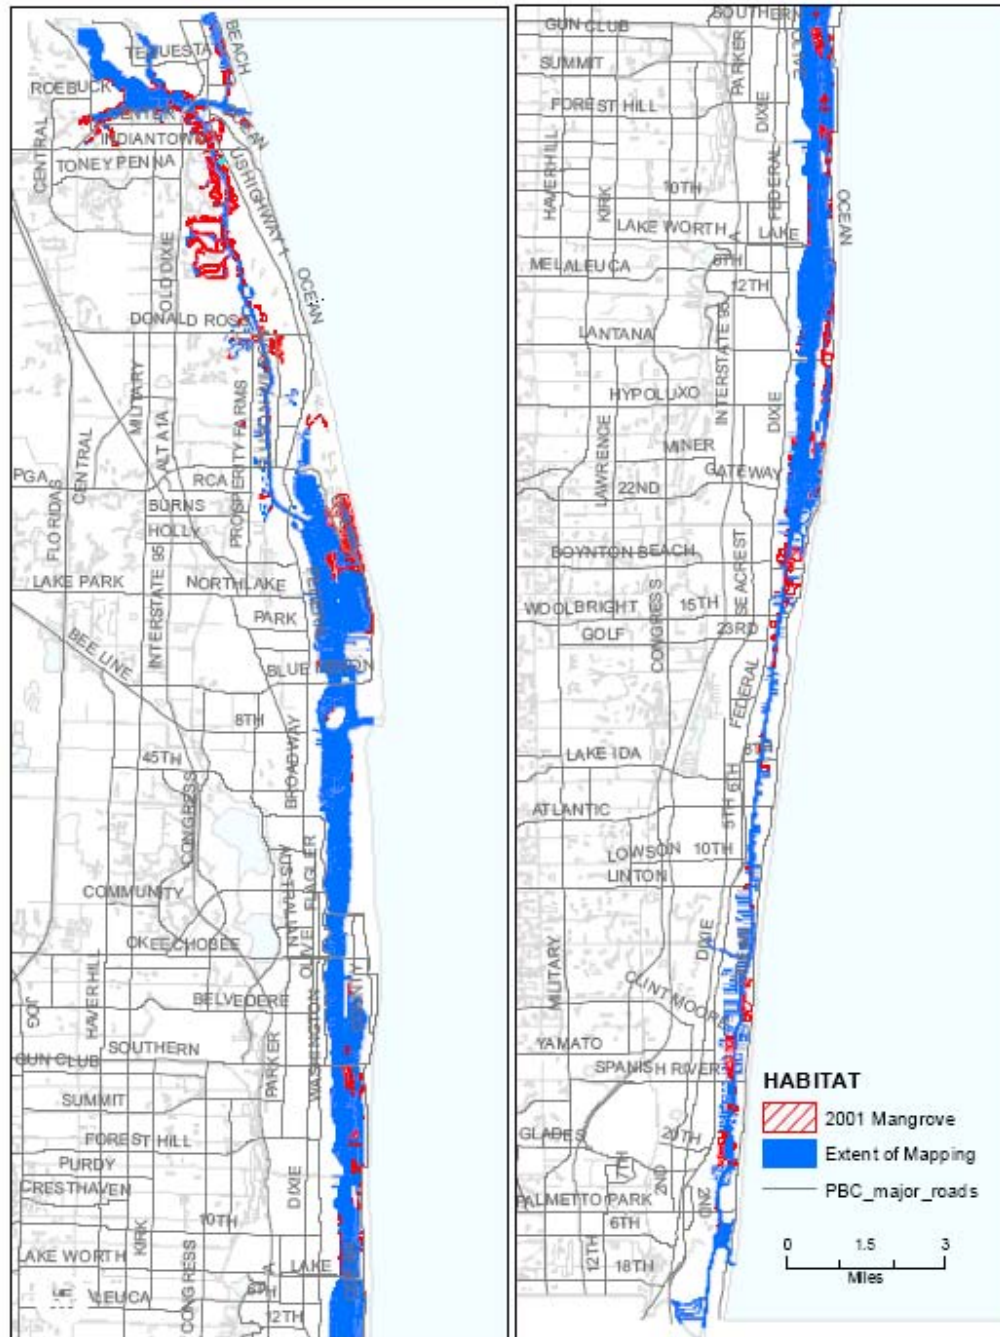 BEACH
TEQUESTA
ROEBUCK
CENTER
OCEAN
INDIANTOWN
CENTRAL
TONEY PENNA
USHIGHWAY 1
OLD DIXIE
OCEAN
DONALD ROSS
MILITARY
ALT A1A
PROSPERITY FARMS
CENTRAL
PGA
RCA
BURNS
HOLLY
FLORIDAS
LAKE PARK
NORTHLAKE
INTERSTATE 95
PARK
BEE LINE
BLUE HERON
8TH
BROADWAY
45TH
CONGRESS
AUSTRALIAN
FLAGLER
COMMUNITY
OLIVE
OKEECHOBEE
COUNTY
HAVERHILL
JOG
BELVEDERE
WASHINGTON
SOUTHERN
GUN CLUB
PARKER
SUMMIT
FOREST HILL
PURDY
CRESTHAVEN
DIXIE
10TH
KIRK
LAKE WORTH
CONGRESS
A
LAKE
6TH
LEUCA
12TH
SOUTHERN
GUN CLUB
PARKER
OLIVE
SUMMIT
FOREST HILL
DIXIE
HAVERHILL
KIRK
10TH
FEDERAL
OCEAN
LAKE WORTH
A
LAKE
MELALEUCA
6TH
12TH
INTERSTATE 95
LANTANA
HYPOLUXO
DIXIE
LAWRENCE
MINER
GATEWAY
22ND
BOYNTON BEACH
SEACREST
CONGRESS
WOOLBRIGHT
15TH
GOLF
23RD
FEDERAL
LAKE IDA
8TH
6TH
ATLANTIC
5TH
LOWSON
10TH
LINTON
DIXIE
MILITARY
CLINT MOORE
YAMATO
SPANISH RIVER
GLADES
20TH
7TH
2ND
PALMETTO PARK
2ND
6TH
12TH
18TH
HABITAT
2001 Mangrove
Extent of Mapping
PBC_major_roads
0 1.5 3
Miles